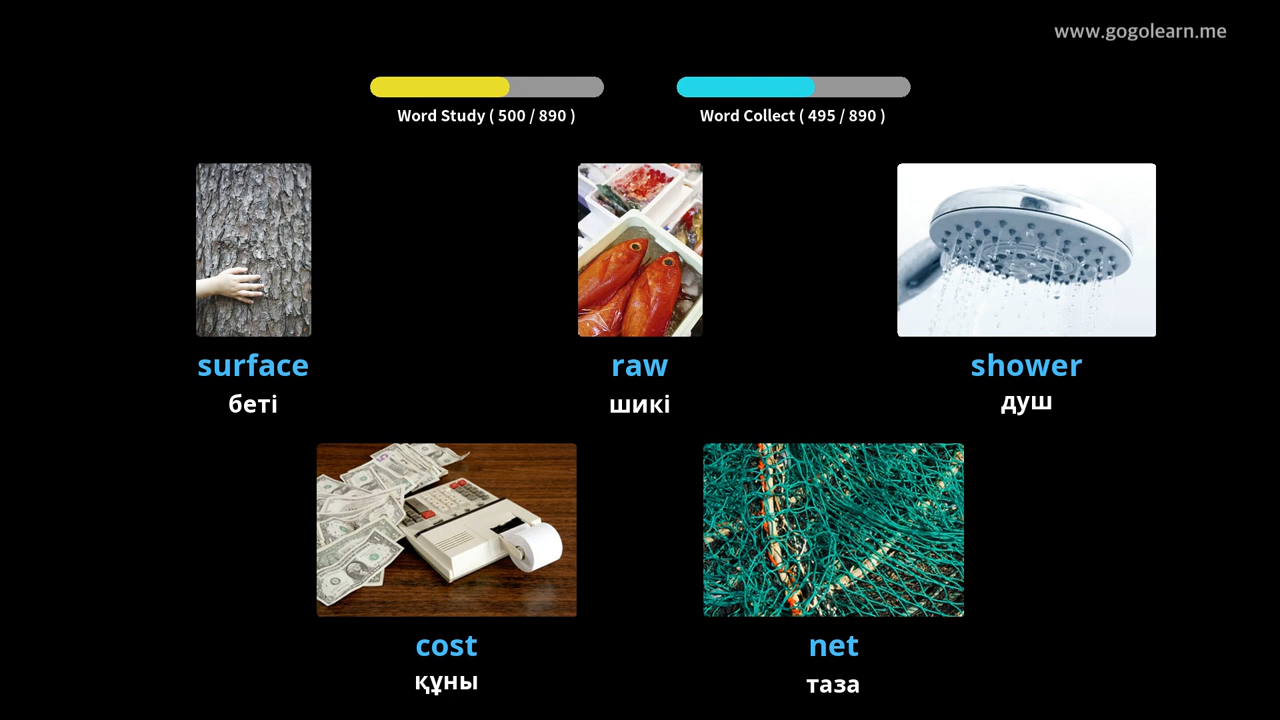 www.gogolearn.me
Word Study ( 500 / 890 )
Word Collect ( 495 / 890 )
surface
беті
raw
шикі
shower
душ
cost
құны
net
таза